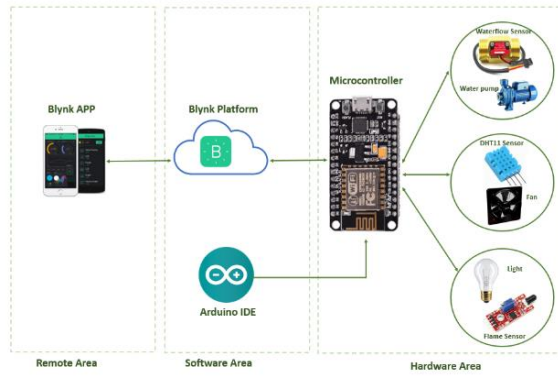 Blynk APP
Blynk Platform
B
Microcontroller
Waterflow Sensor
Water pump
DHT11 Sensor
Fan
Light
Flame Sensor
Arduino IDE
Remote Area
Software Area
Hardware Area